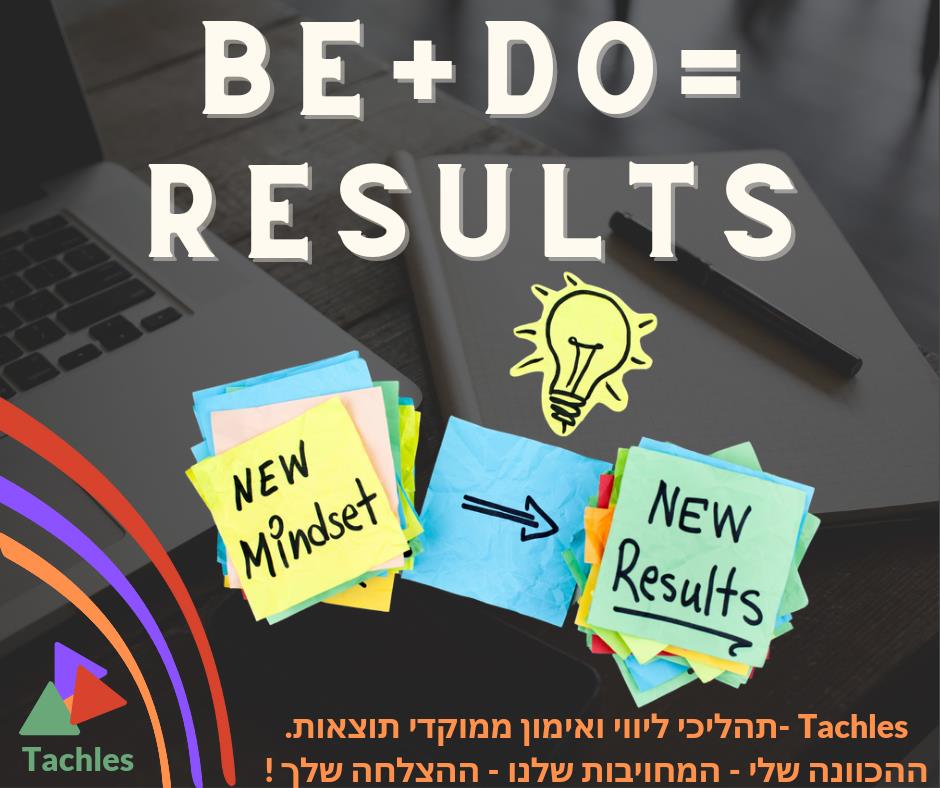 BE+DO=
RESULTS
NEW
Mindset
NEW
Results
Tachles
Tachles -תהליכי ליווי ואימון ממוקדי תוצאות.
ההכוונה שלי - המחויבות שלנו - ההצלחה שלך !